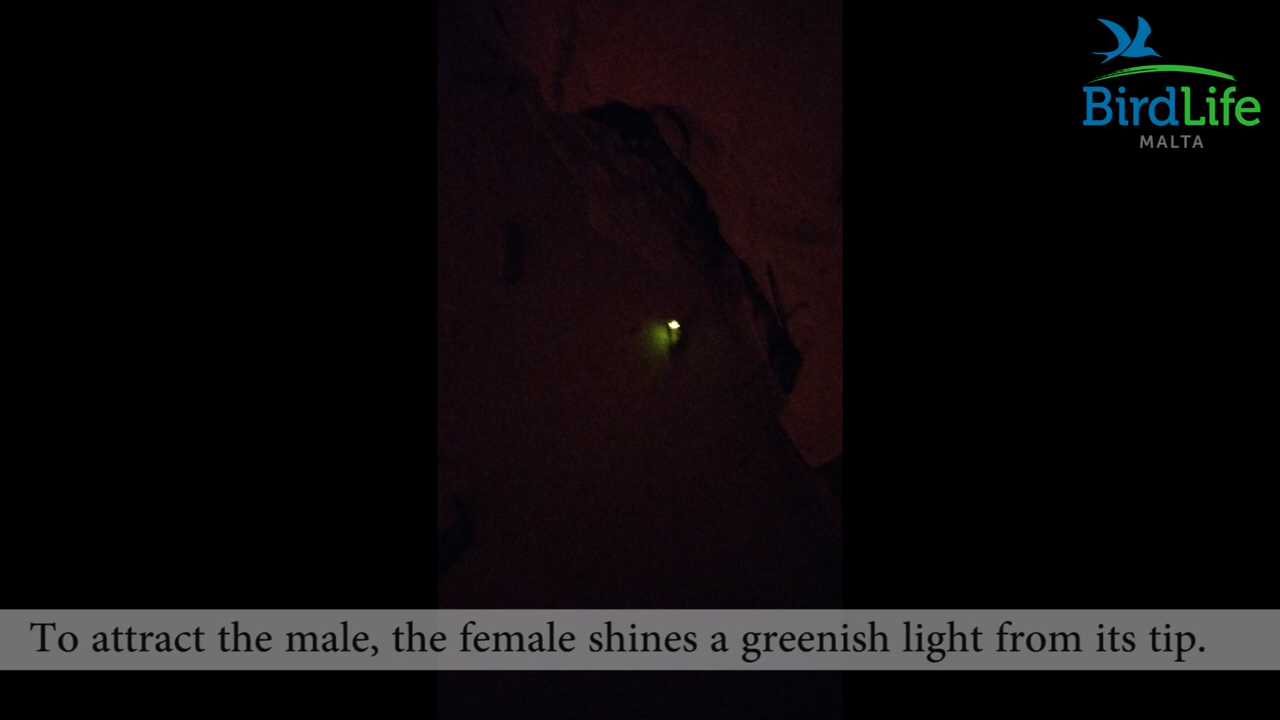 BirdLife
MALTA
To attract the male, the female shines a greenish light from its tip.